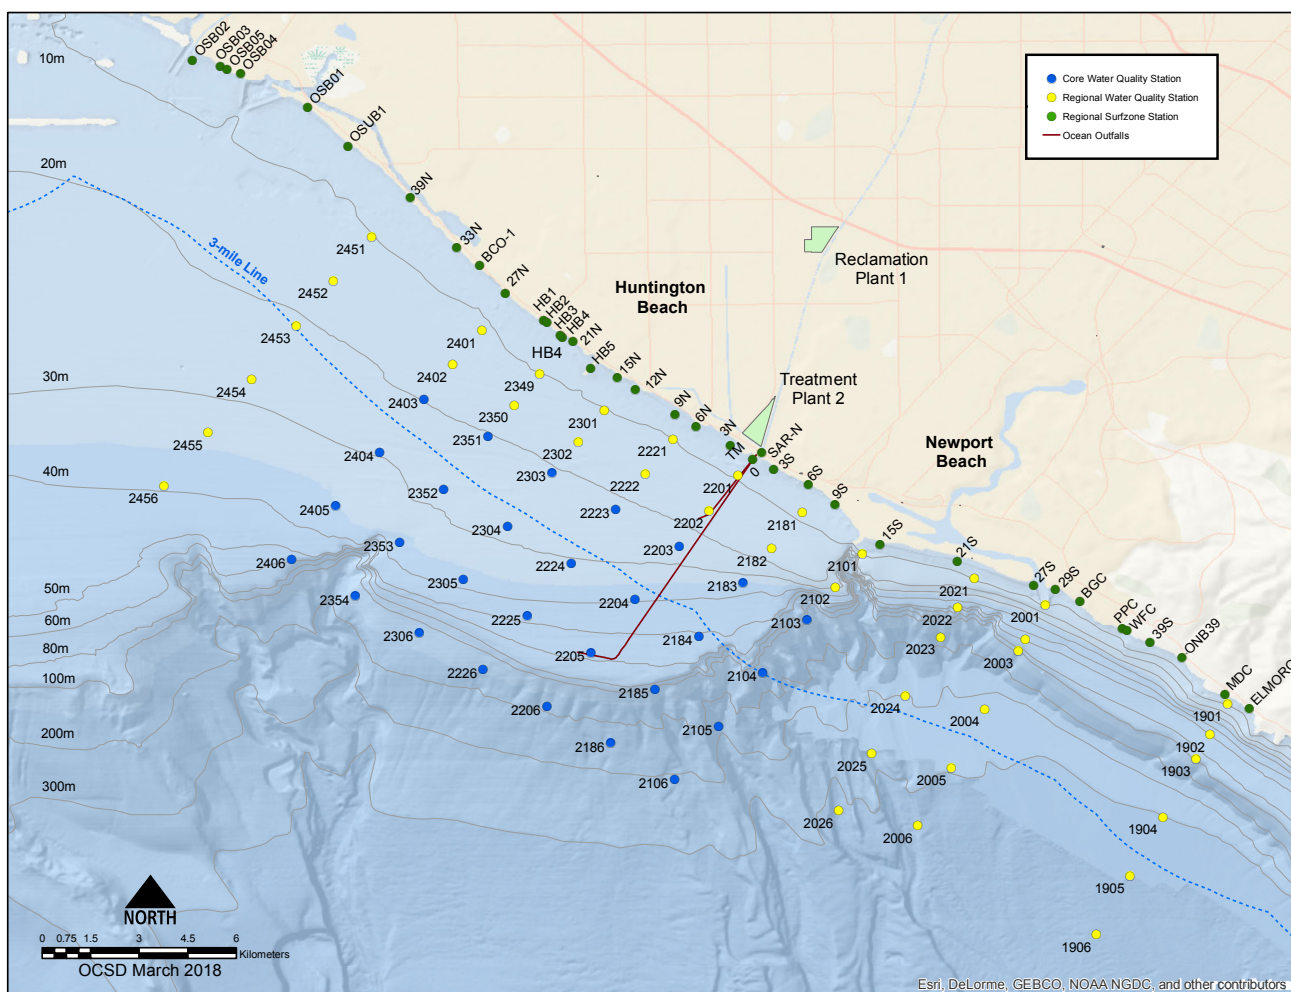 OSB02
OSB03
OSB05
OSB04
10m
Core Water Quality Station
Regional Water Quality Station
Regional Surfzone Station
Ocean Outfalls
OSB01
OSUB1
20m
39N
33N
2451
3-mile Line
BCO-1
Reclamation
Plant 1
2452
27N
Huntington
Beach
HB1
HB2
HB3
HB4
21N
2453
2401
HB4
HB5
2402
15N
30m
2349
12N
Treatment
Plant 2
2454
2403
2350
2301
9N
6N
3N
2455
2351
2302
2221
TM
0
SAR-N
Newport
Beach
2404
3S
40m
2303
2222
2201
6S
2456
2352
9S
2405
2223
2202
2181
2304
15S
2353
2203
2182
2101
21S
2406
2224
27S
29S
50m
2305
2183
2102
2021
BGC
2354
2204
2001
60m
2225
2103
2022
PPC
WFC
2306
2184
39S
80m
2205
2023
2003
ONB39
100m
2226
2104
2185
MDC
2206
2024
2004
ELMORO
1901
200m
2105
2186
1902
2025
2005
1903
300m
2106
2026
2006
1904
1905
NORTH
1906
0 0.75 1.5 3 4.5 6
Kilometers
OCSD March 2018
Esri, DeLorme, GEBCO, NOAA NGDC, and other contributors